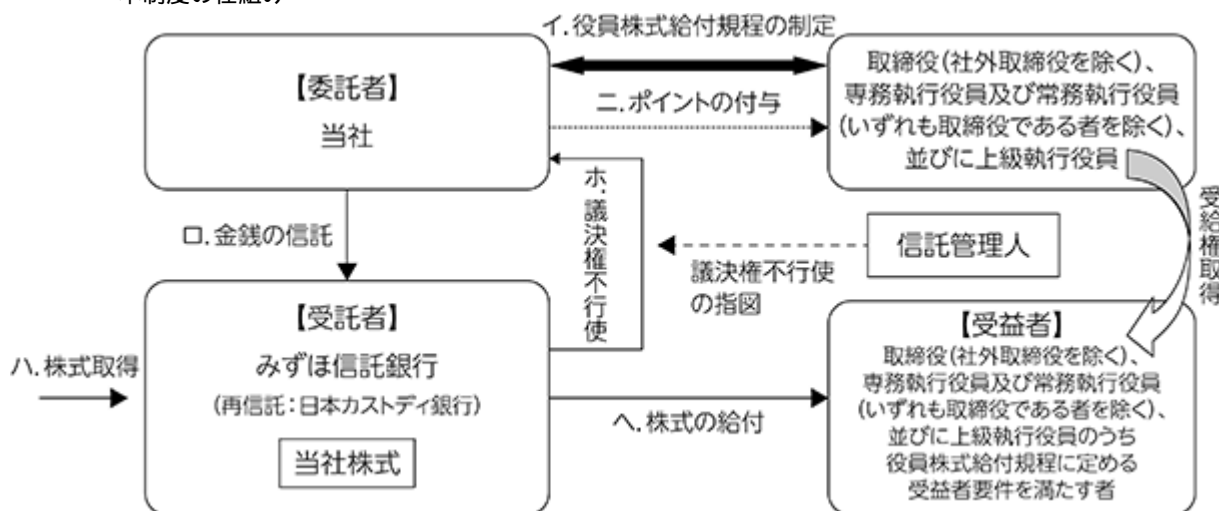 本制度の仕組み
イ.役員株式給付規程の制定
【委託者】
当社
ニ.ポイントの付与
取締役(社外取締役を除く)、
専務執行役員及び常務執行役員
(いずれも取締役である者を除く)、
並びに上級執行役員
受給権取得
ロ.金銭の信託
ホ.議決権不行使
議決権不行使
の指図
信託管理人
ハ.株式取得
【受託者】
みずほ信託銀行
(再信託:日本カストディ銀行)
当社株式
ヘ.株式の給付
【受益者】
取締役(社外取締役を除く)、
専務執行役員及び常務執行役員
(いずれも取締役である者を除く)、
並びに上級執行役員のうち
役員株式給付規程に定める
受益者要件を満たす者